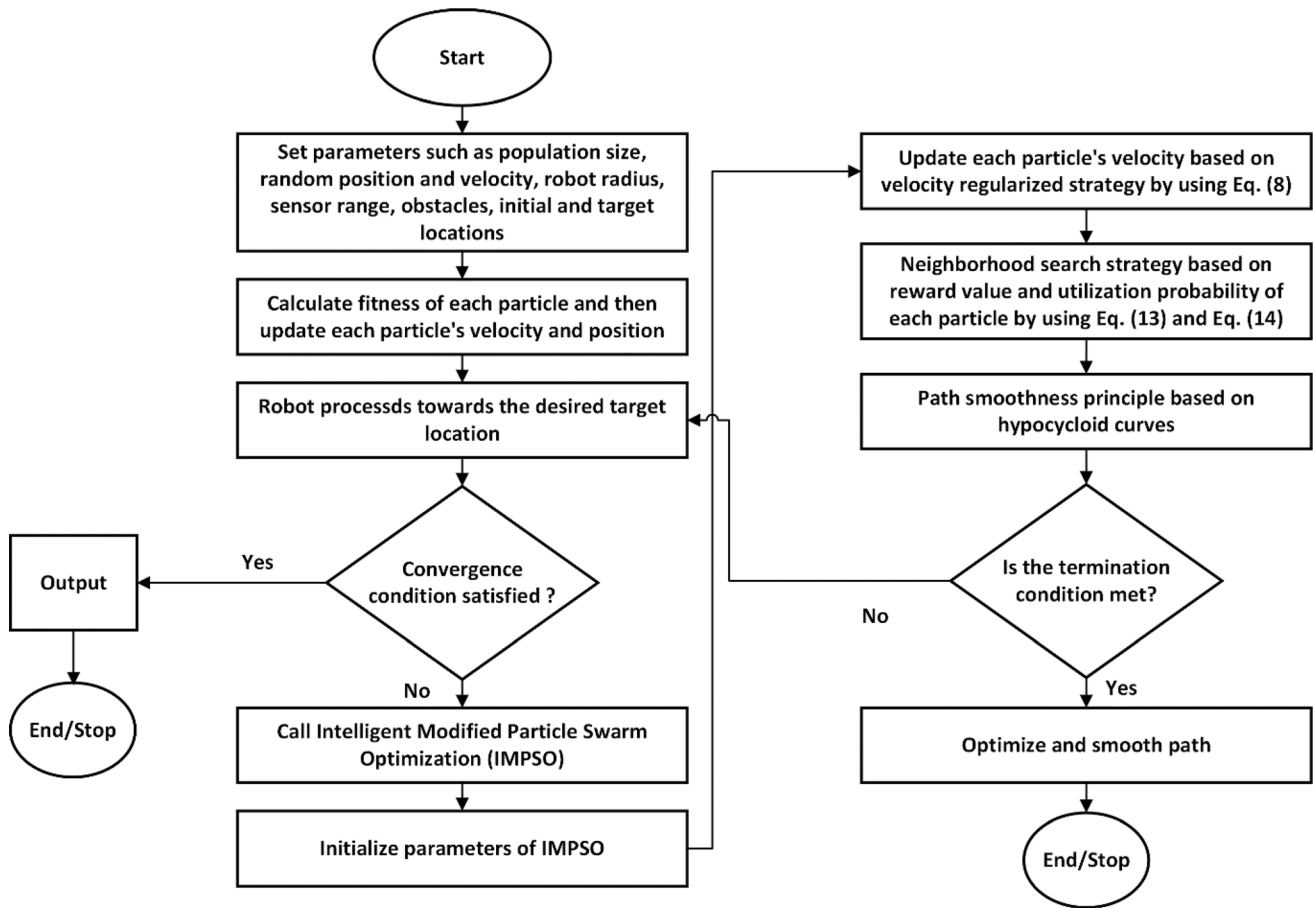 Start
Set parameters such as population size,
random position and velocity, robot radius,
sensor range, obstacles, initial and target
locations
Calculate fitness of each particle and then
update each particle's velocity and position
Robot processds towards the desired target
location
Convergence
condition satisfied ?
Yes
Output
End/Stop
No
Call Intelligent Modified Particle Swarm
Optimization (IMPSO)
Initialize parameters of IMPSO
Update each particle's velocity based on
velocity regularized strategy by using Eq. (8)
Neighborhood search strategy based on
reward value and utilization probability of
each particle by using Eq. (13) and Eq. (14)
Path smoothness principle based on
hypocycloid curves
Is the termination
condition met?
No
Yes
Optimize and smooth path
End/Stop